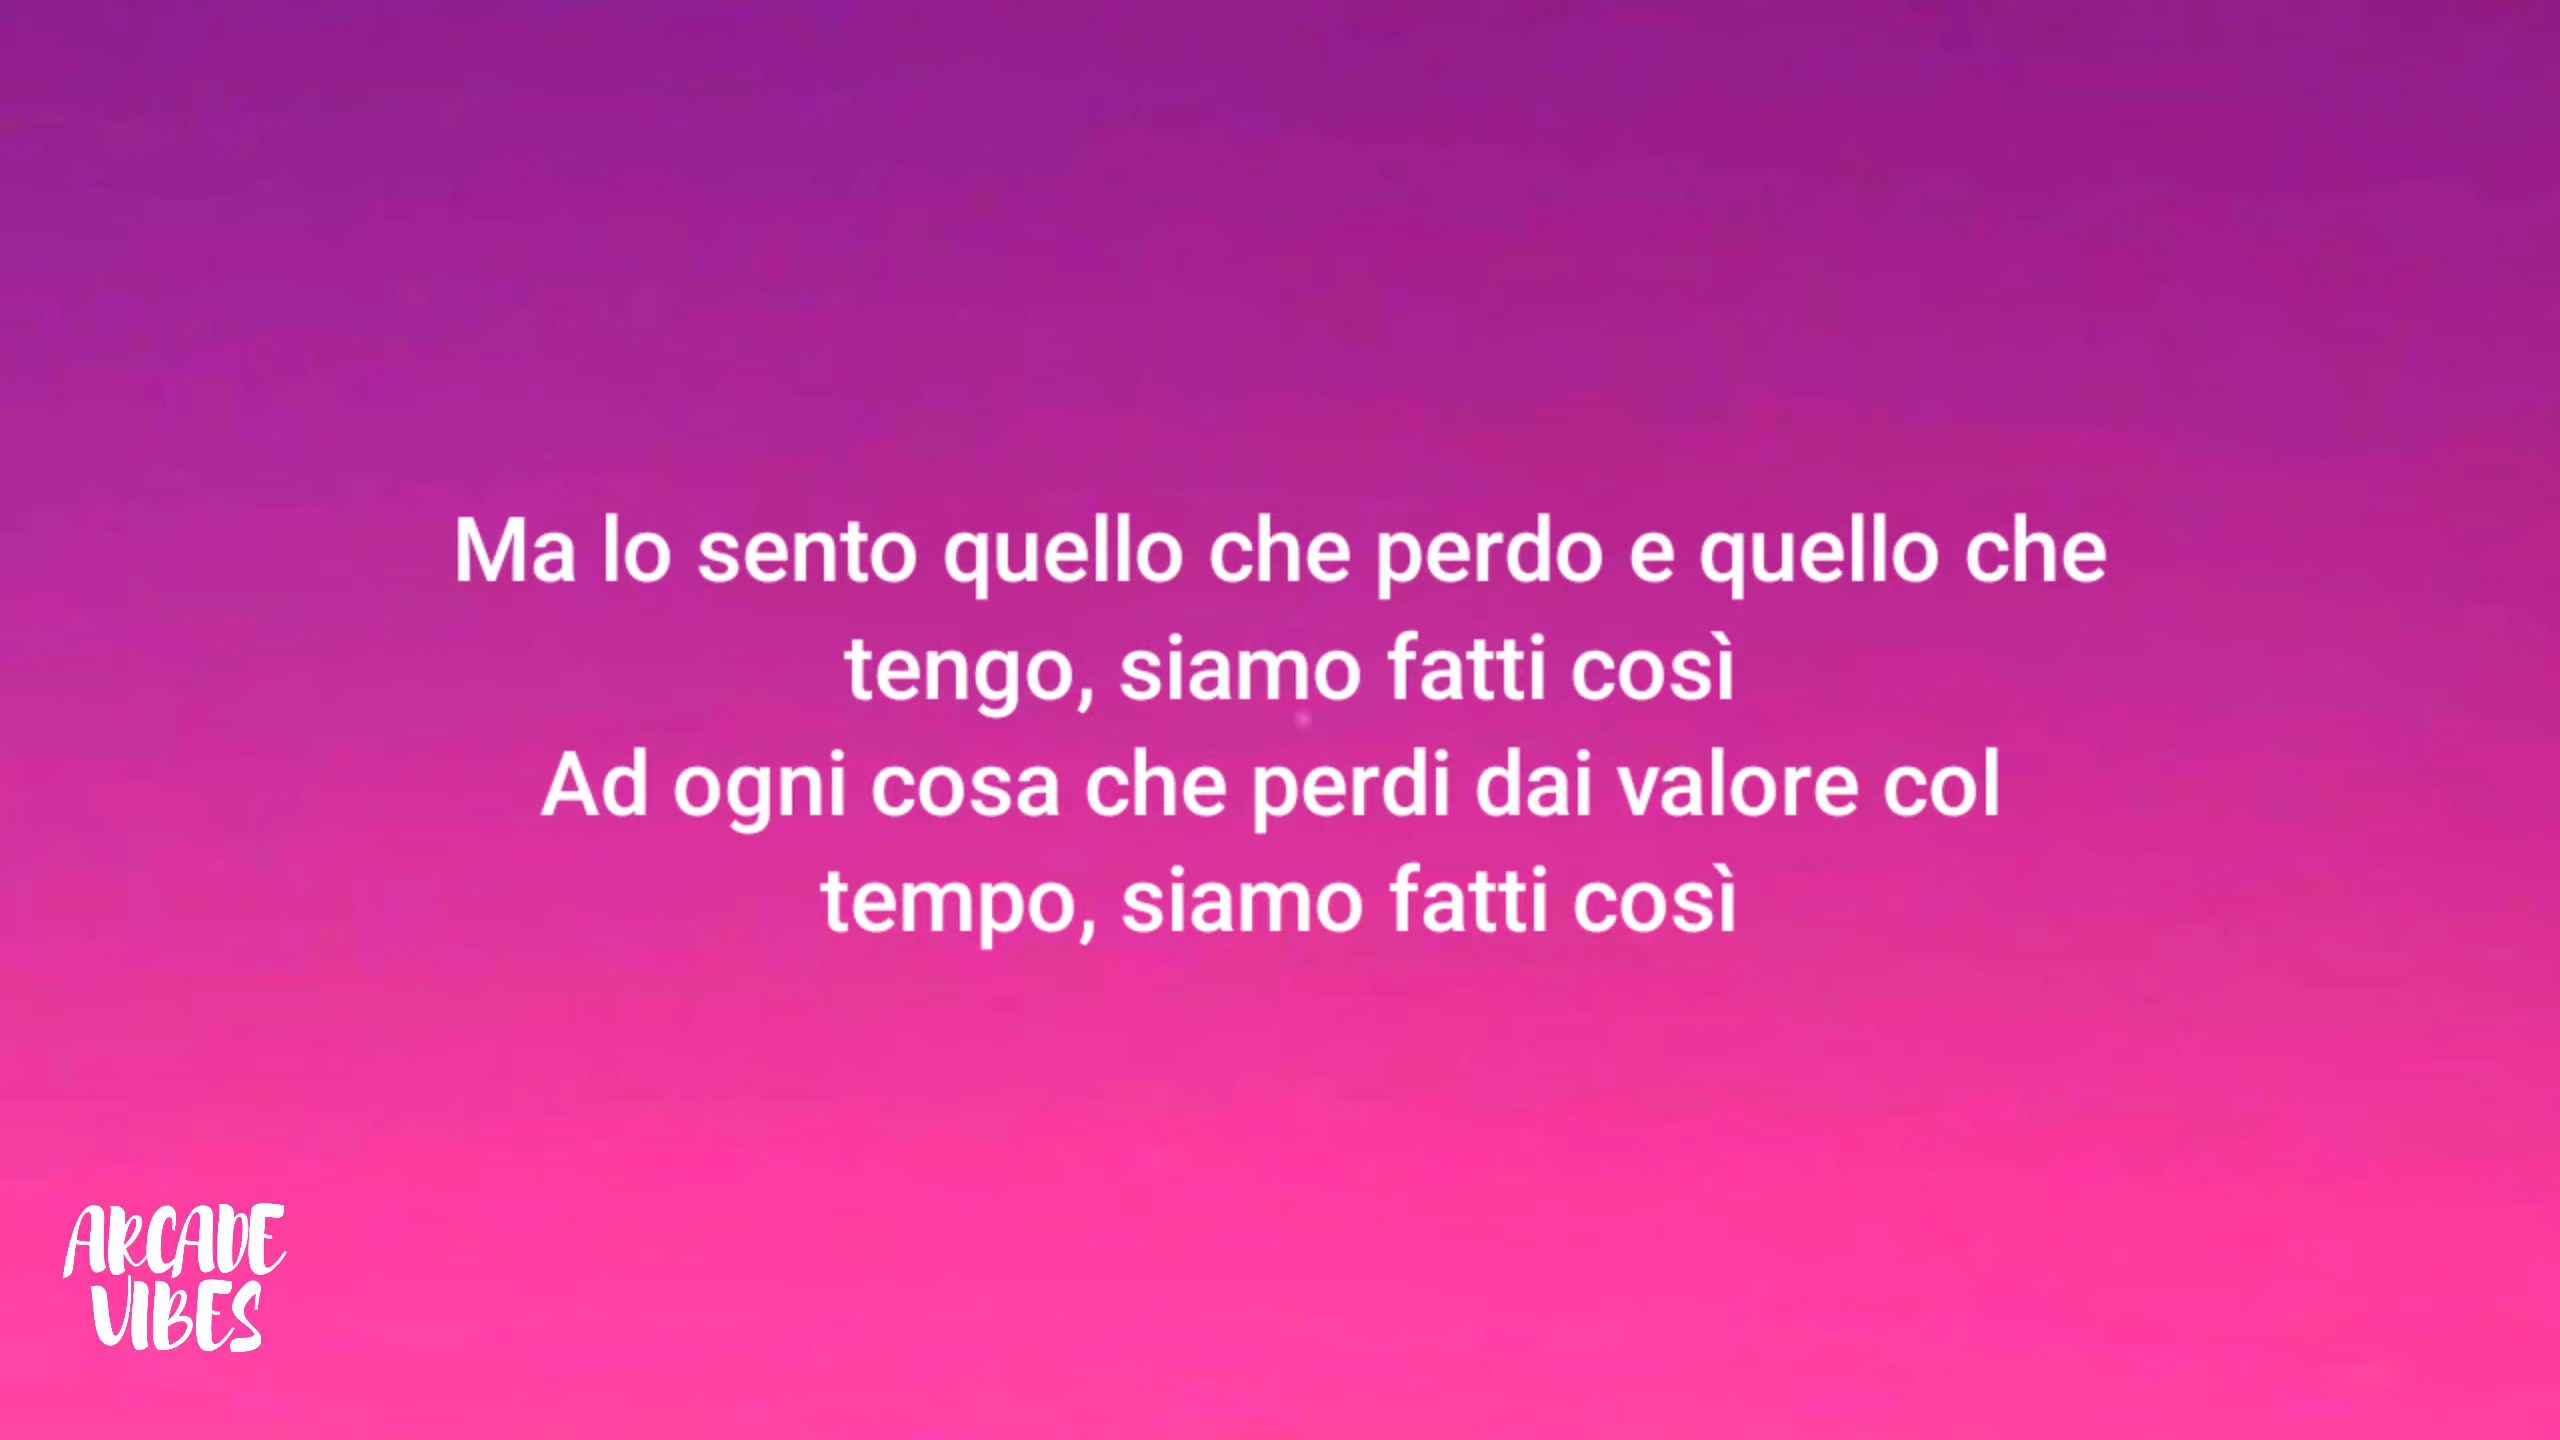 Ma lo sento quello che perdo e quello che
tengo, siamo fatti così
Ad ogni cosa che perdi dai valore col
tempo, siamo fatti così
ARCADE
VIBES